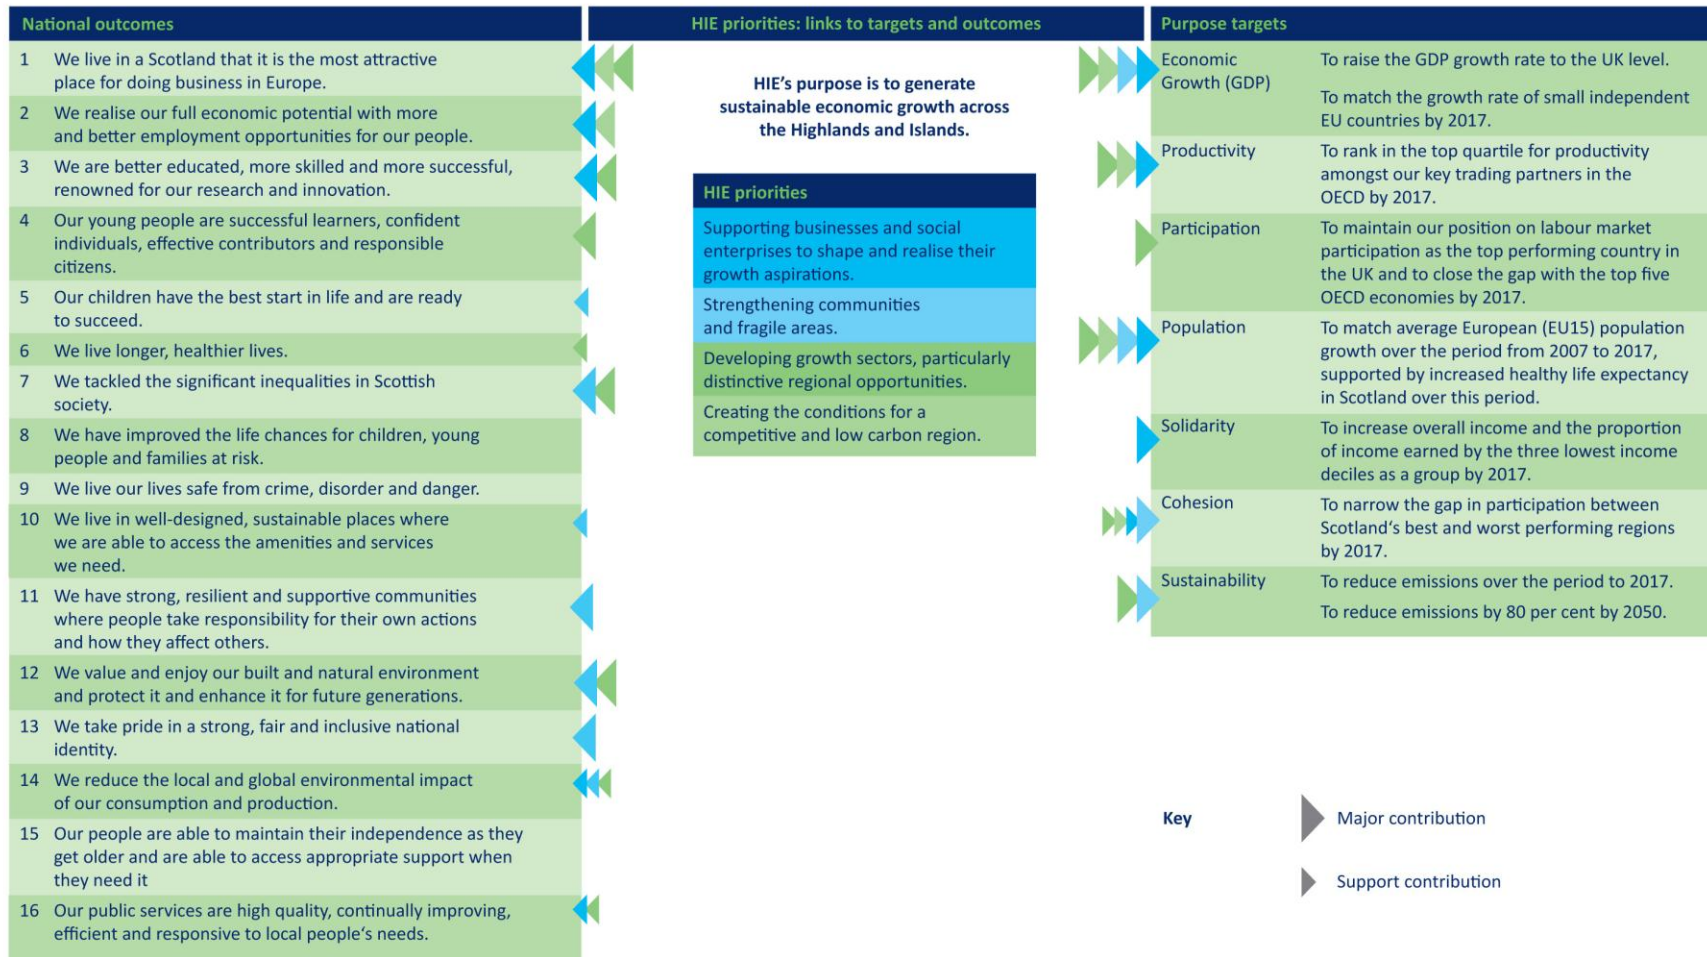 National outcomes
1 We live in a Scotland that it is the most attractive
place for doing business in Europe.
2 We realise our full economic potential with more
and better employment opportunities for our people.
3 We are better educated, more skilled and more successful,
renowned for our research and innovation.
4 Our young people are successful learners, confident
individuals, effective contributors and responsible
citizens.
5 Our children have the best start in life and are ready
to succeed.
6 We live longer, healthier lives.
7 We tackled the significant inequalities in Scottish
society.
8 We have improved the life chances for children, young
people and families at risk.
9 We live our lives safe from crime, disorder and danger.
10 We live in well-designed, sustainable places where
we are able to access the amenities and services
we need.
11 We have strong, resilient and supportive communities
where people take responsibility for their own actions
and how they affect others.
12 We value and enjoy our built and natural environment
and protect it and enhance it for future generations.
13 We take pride in a strong, fair and inclusive national
identity.
14 We reduce the local and global environmental impact
of our consumption and production.
15 Our people are able to maintain their independence as they
get older and are able to access appropriate support when
they need it
16 Our public services are high quality, continually improving,
efficient and responsive to local people‘s needs.
HIE priorities: links to targets and outcomes
HIE’s purpose is to generate
sustainable economic growth across
the Highlands and Islands.
HIE priorities
Supporting businesses and social
enterprises to shape and realise their
growth aspirations.
Strengthening communities
and fragile areas.
Developing growth sectors, particularly
distinctive regional opportunities.
Creating the conditions for a
competitive and low carbon region.
Purpose targets
Economic
Growth (GDP)
To raise the GDP growth rate to the UK level.
To match the growth rate of small independent
EU countries by 2017.
Productivity
To rank in the top quartile for productivity
amongst our key trading partners in the
OECD by 2017.
Participation
To maintain our position on labour market
participation as the top performing country in
the UK and to close the gap with the top five
OECD economies by 2017.
Population
To match average European (EU15) population
growth over the period from 2007 to 2017,
supported by increased healthy life expectancy
in Scotland over this period.
Solidarity
To increase overall income and the proportion
of income earned by the three lowest income
deciles as a group by 2017.
Cohesion
To narrow the gap in participation between
Scotland‘s best and worst performing regions
by 2017.
Sustainability
To reduce emissions over the period to 2017.
To reduce emissions by 80 per cent by 2050.
Key
Major contribution
Support contribution